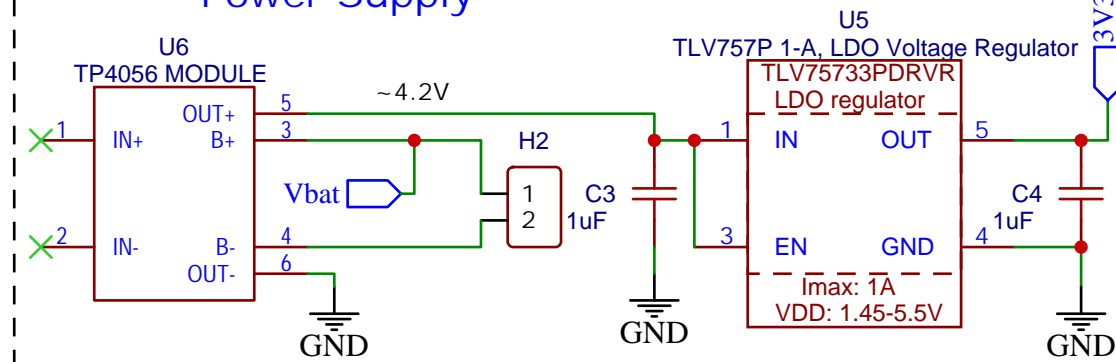 Power Supply
U6
TP4056 MODULE
1
IN+
2
IN-
OUT+
5
B+
3
B-
4
OUT-
6
~4.2V
Vbat
H2
1
2
GND
C3
1uF
GND
U5
TLV757P 1-A, LDO Voltage Regulator
TLV75733PDRVR
LDO regulator
1
IN
OUT
5
3
EN
GND
4
Imax: 1A
VDD: 1.45-5.5V
3V3
C4
1uF
GND